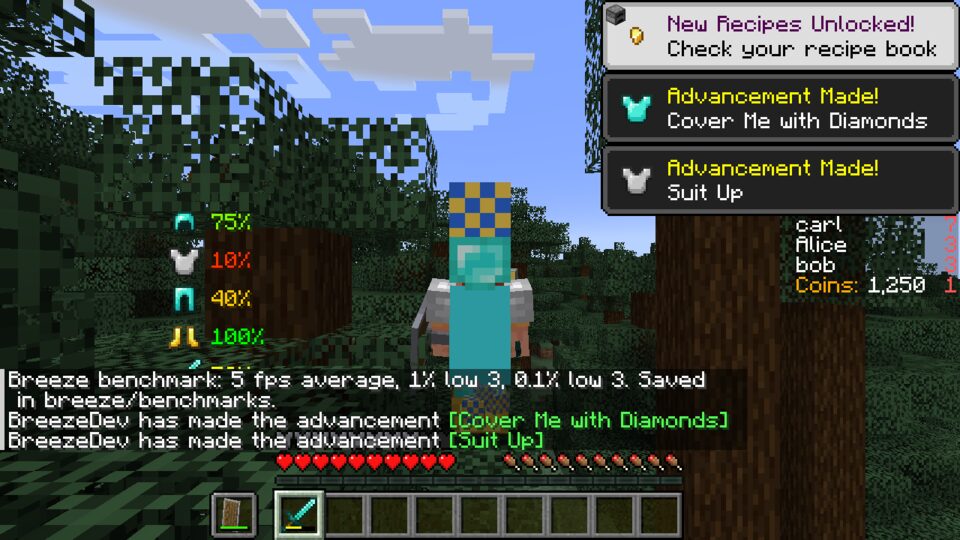 New Recipes Unlocked!
Check your recipe book
Advancement Made!
Cover Me with Diamonds
Advancement Made!
Suit Up
carl 7
Alice 3
bob
Coins: 1,250 1
75%
10%
40%
100%
Breeze benchmark: 5 fps average, 1% low 3, 0.1% low 3. Saved
in breeze/benchmarks.
BreezeDev has made the advancement [Cover Me with Diamonds]
BreezeDev has made the advancement [Suit Up]